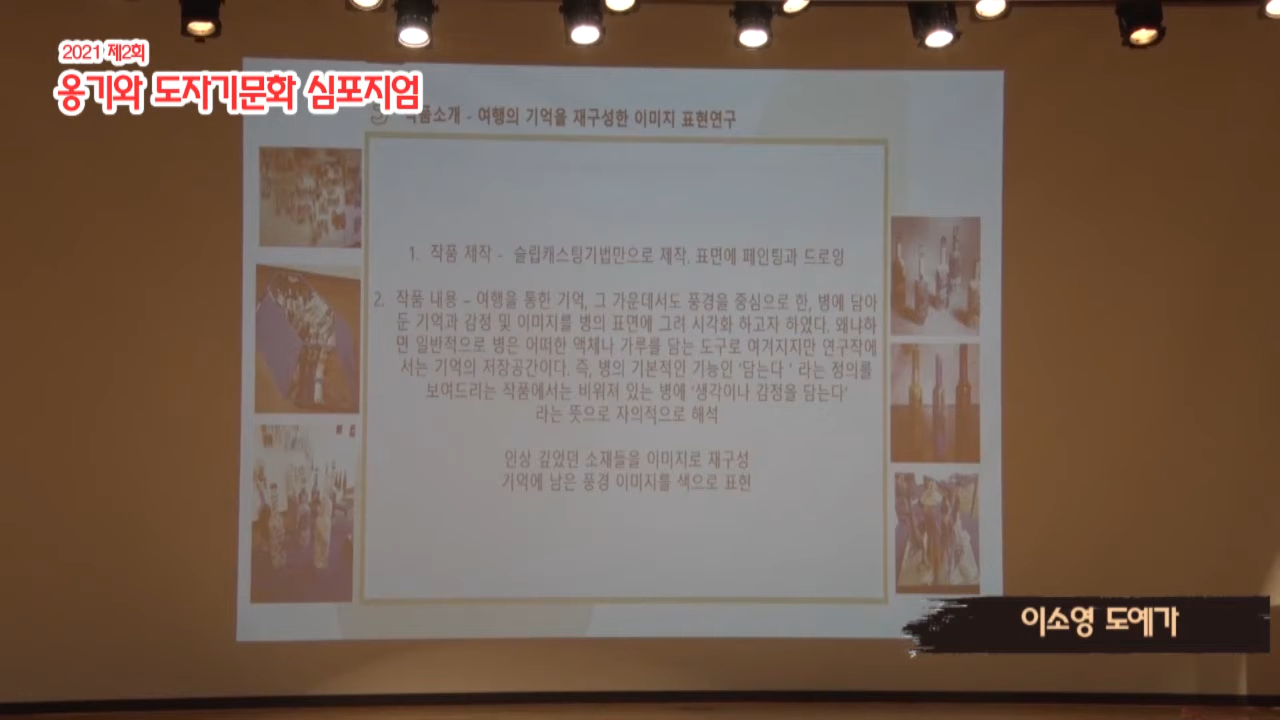 2021 제2회
옹기와 도자기문화 심포지엄
작품소개 - 여행의 기억을 재구성한 이미지 표현연구
1. 작품 제작 - 슬립캐스팅기법만으로 제작, 표면에 페인팅과 드로잉
2. 작품 내용 – 여행을 통한 기억, 그 가운데서도 풍경을 중심으로 한, 병에 담아
둔 기억과 감정 및 이미지를 병의 표면에 그려 시각화 하고자 하였다. 왜냐하
면 일반적으로 병은 어떠한 액체나 가루를 담는 도구로 여겨지지만 연구작에
서는 기억의 저장공간이다. 즉, 병의 기본적인 기능인 '담는다 ' 라는 정의를
보여드리는 작품에서는 비워져 있는 병에 '생각이나 감정을 담는다'
라는 뜻으로 자의적으로 해석
인상 깊었던 소재들을 이미지로 재구성
기억에 남은 풍경 이미지를 색으로 표현
이소영 도예가